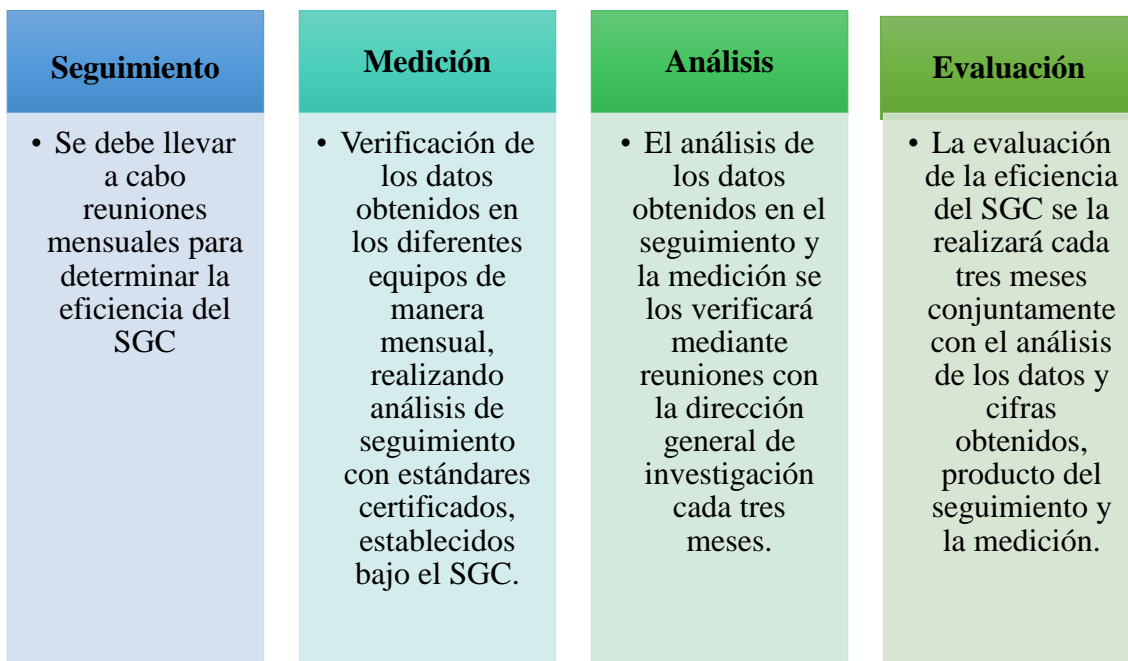 Seguimiento
• Se debe llevar
a cabo
reuniones
mensuales para
determinar la
eficiencia del
SGC
Medición
• Verificación de
los datos
obtenidos en
los diferentes
equipos de
manera
mensual,
realizando
análisis de
seguimiento
con estándares
certificados,
establecidos
bajo el SGC.
Análisis
• El análisis de
los datos
obtenidos en el
seguimiento y
la medición se
los verificará
mediante
reuniones con
la dirección
general de
investigación
cada tres
meses.
Evaluación
• La evaluación
de la eficiencia
del SGC se la
realizará cada
tres meses
conjuntamente
con el análisis
de los datos y
cifras
obtenidos,
producto del
seguimiento y
la medición.